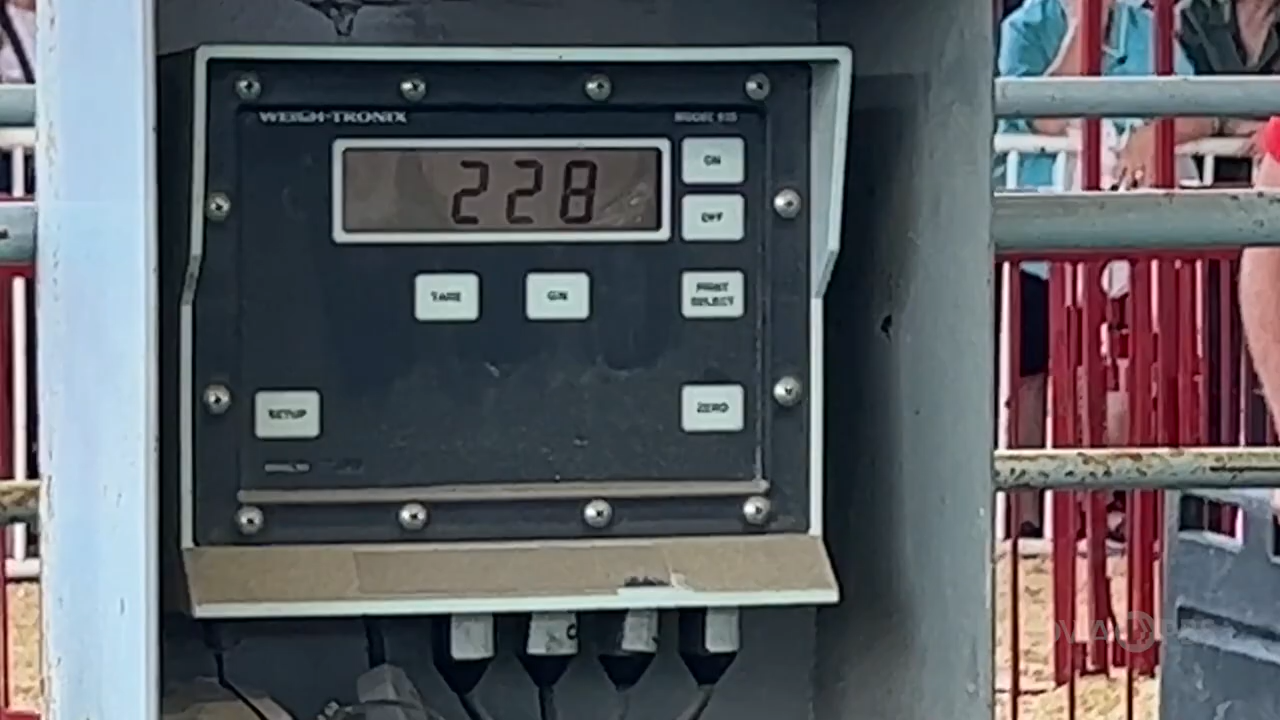 WEIGH-TRONIX
228
ON
OFF
TARE
G/N
PRINT
SELECT
SETUP
ZERO